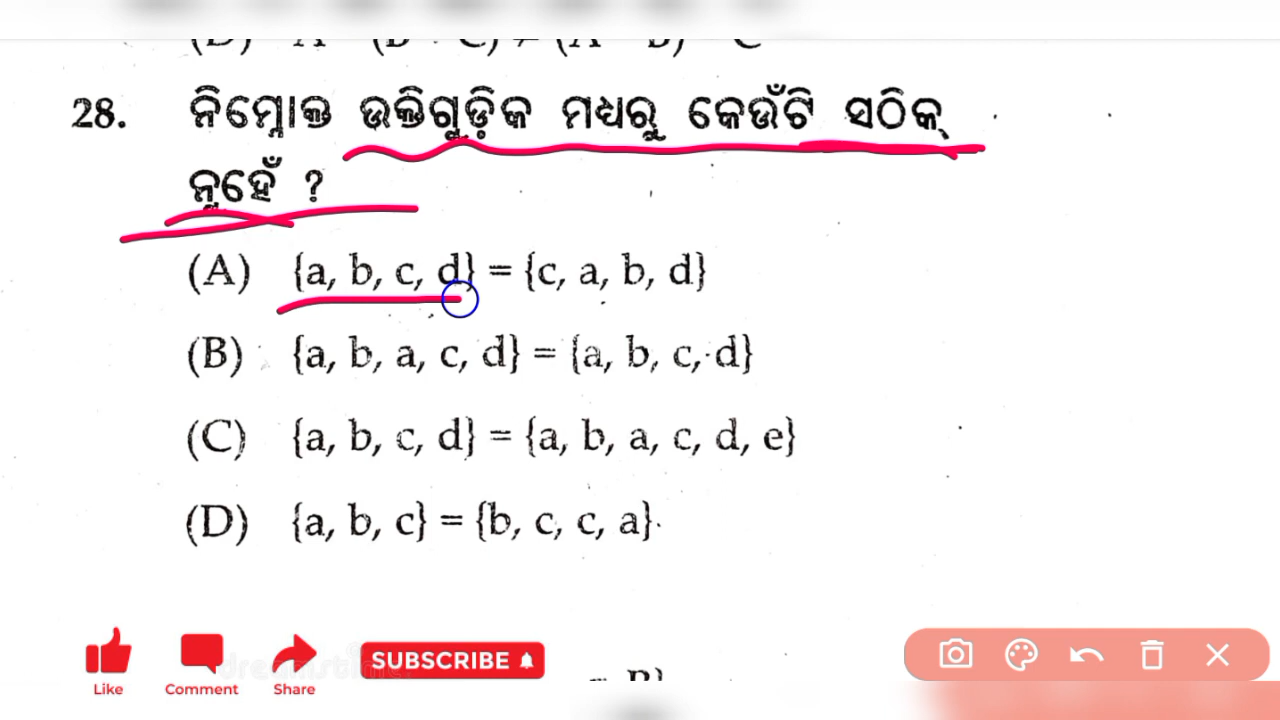 28. ନିମ୍ନୋକ୍ତ ଉକ୍ତିଗୁଡ଼ିକ ମଧ୍ୟରୁ କେଉଁଟି ସଠିକ୍
ନୁହେଁ ?
(A) {a, b, c, d} = {c, a, b, d}
(B) {a, b, a, c, d} = {a, b, c, d}
(C) {a, b, c, d} = {a, b, a, c, d, e}
(D) {a, b, c} = {b, c, c, a}
SUBSCRIBE
Like Comment Share